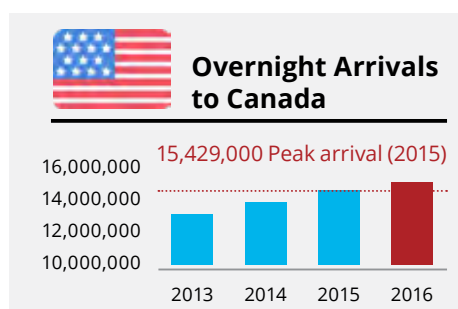 Overnight Arrivals
to Canada
15,429,000 Peak arrival (2015)
16,000,000
14,000,000
12,000,000
10,000,000
2013 2014 2015 2016